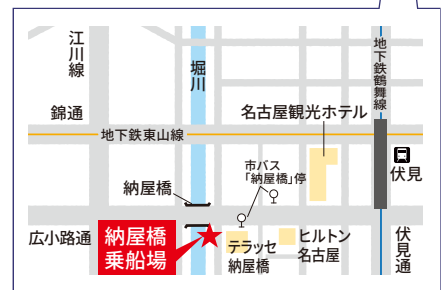 江川線
堀川
地下鉄鶴舞線
錦通
名古屋観光ホテル
地下鉄東山線
市バス
「納屋橋」停
伏見
納屋橋
広小路通
納屋橋
乗船場
テラッセ
納屋橋
ヒルトン
名古屋
伏見通